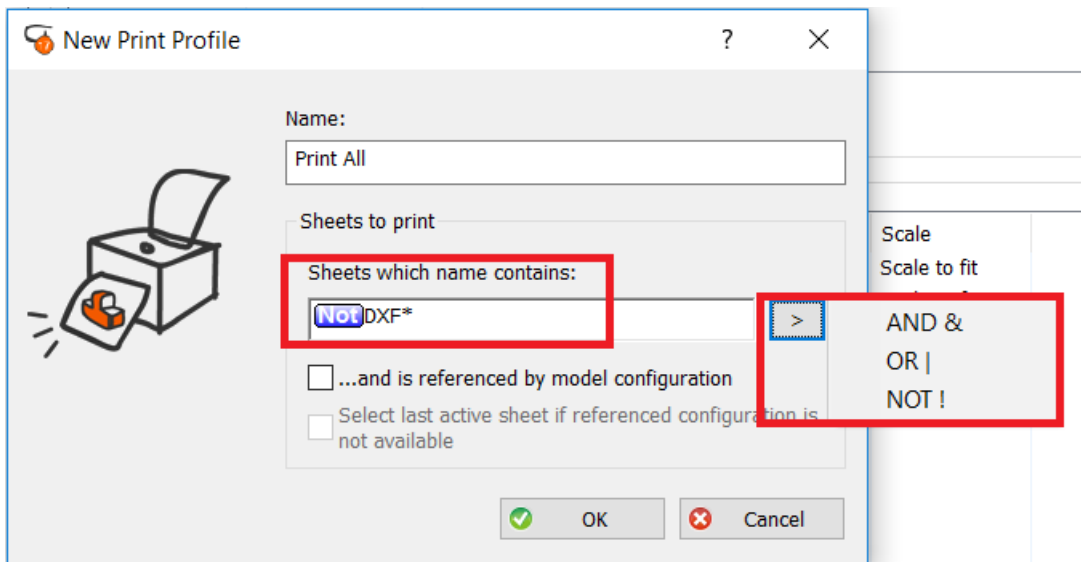 New Print Profile
?
Name:
Print All
Sheets to print
Scale
Sheets which name contains:
Scale to fit
NotDXF*
>
AND &
OR |
NOT !
...and is referenced by model configuration
Select last active sheet if referenced configuration is
not available
OK
Cancel